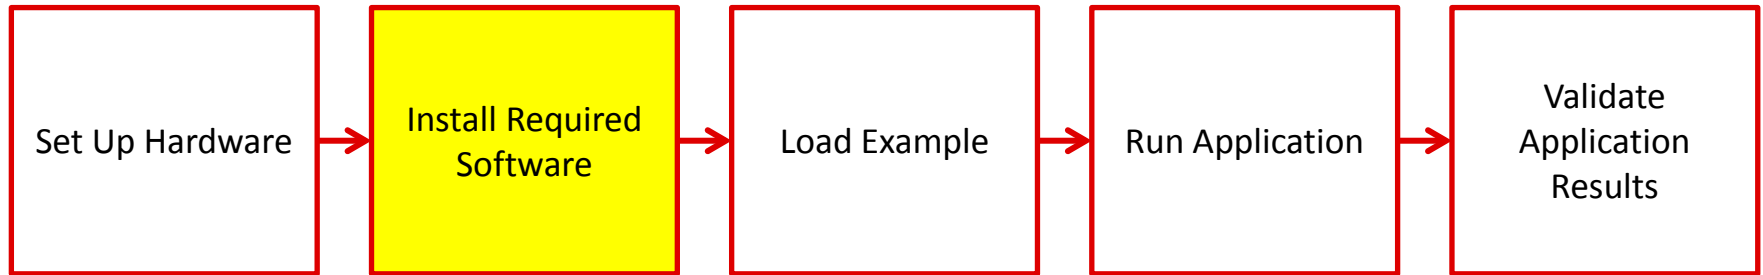 Set Up Hardware
Install Required
Software
Load Example
Run Application
Validate
Application
Results